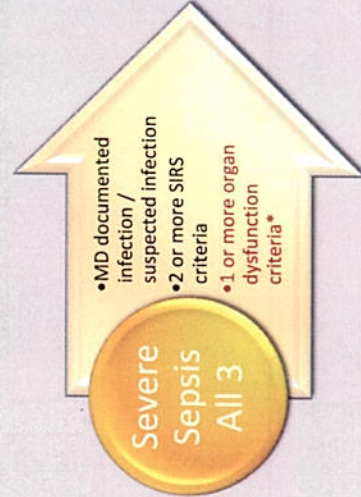 Severe
Sepsis
All 3
•MD documented
infection /
suspected infection
•2 or more SIRS
criteria
•1 or more organ
dysfunction
criteria*